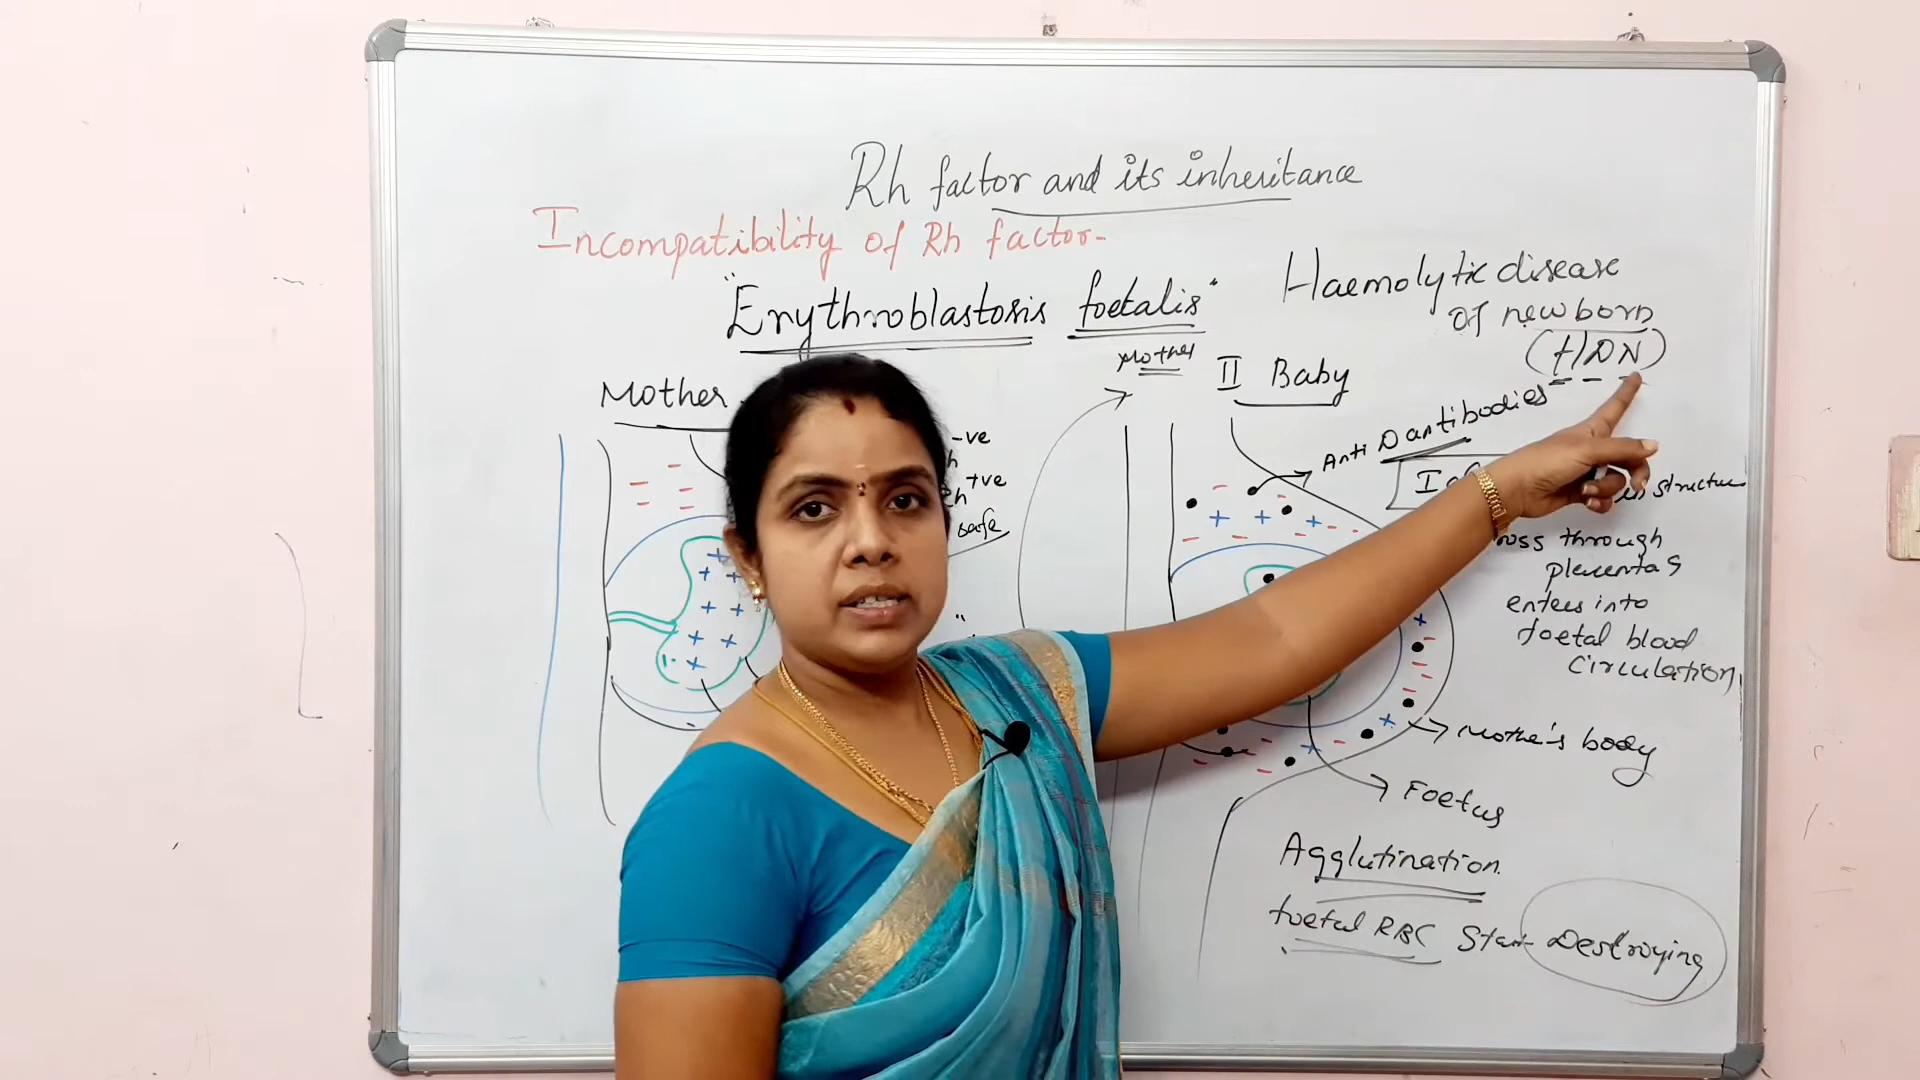 Rh factor and its inheritance
Incompatibility of Rh factor-
"Erythroblastosis foetalis"
Haemolytic disease
of new born
(HDN)
Mother
-ve
+ve
safe
Mother
II Baby
Anti D antibodies
structure
through
placentas
enters into
foetal blood
circulation
Mother's body
Foetus
Agglutination.
foetal RBC Start Destroying